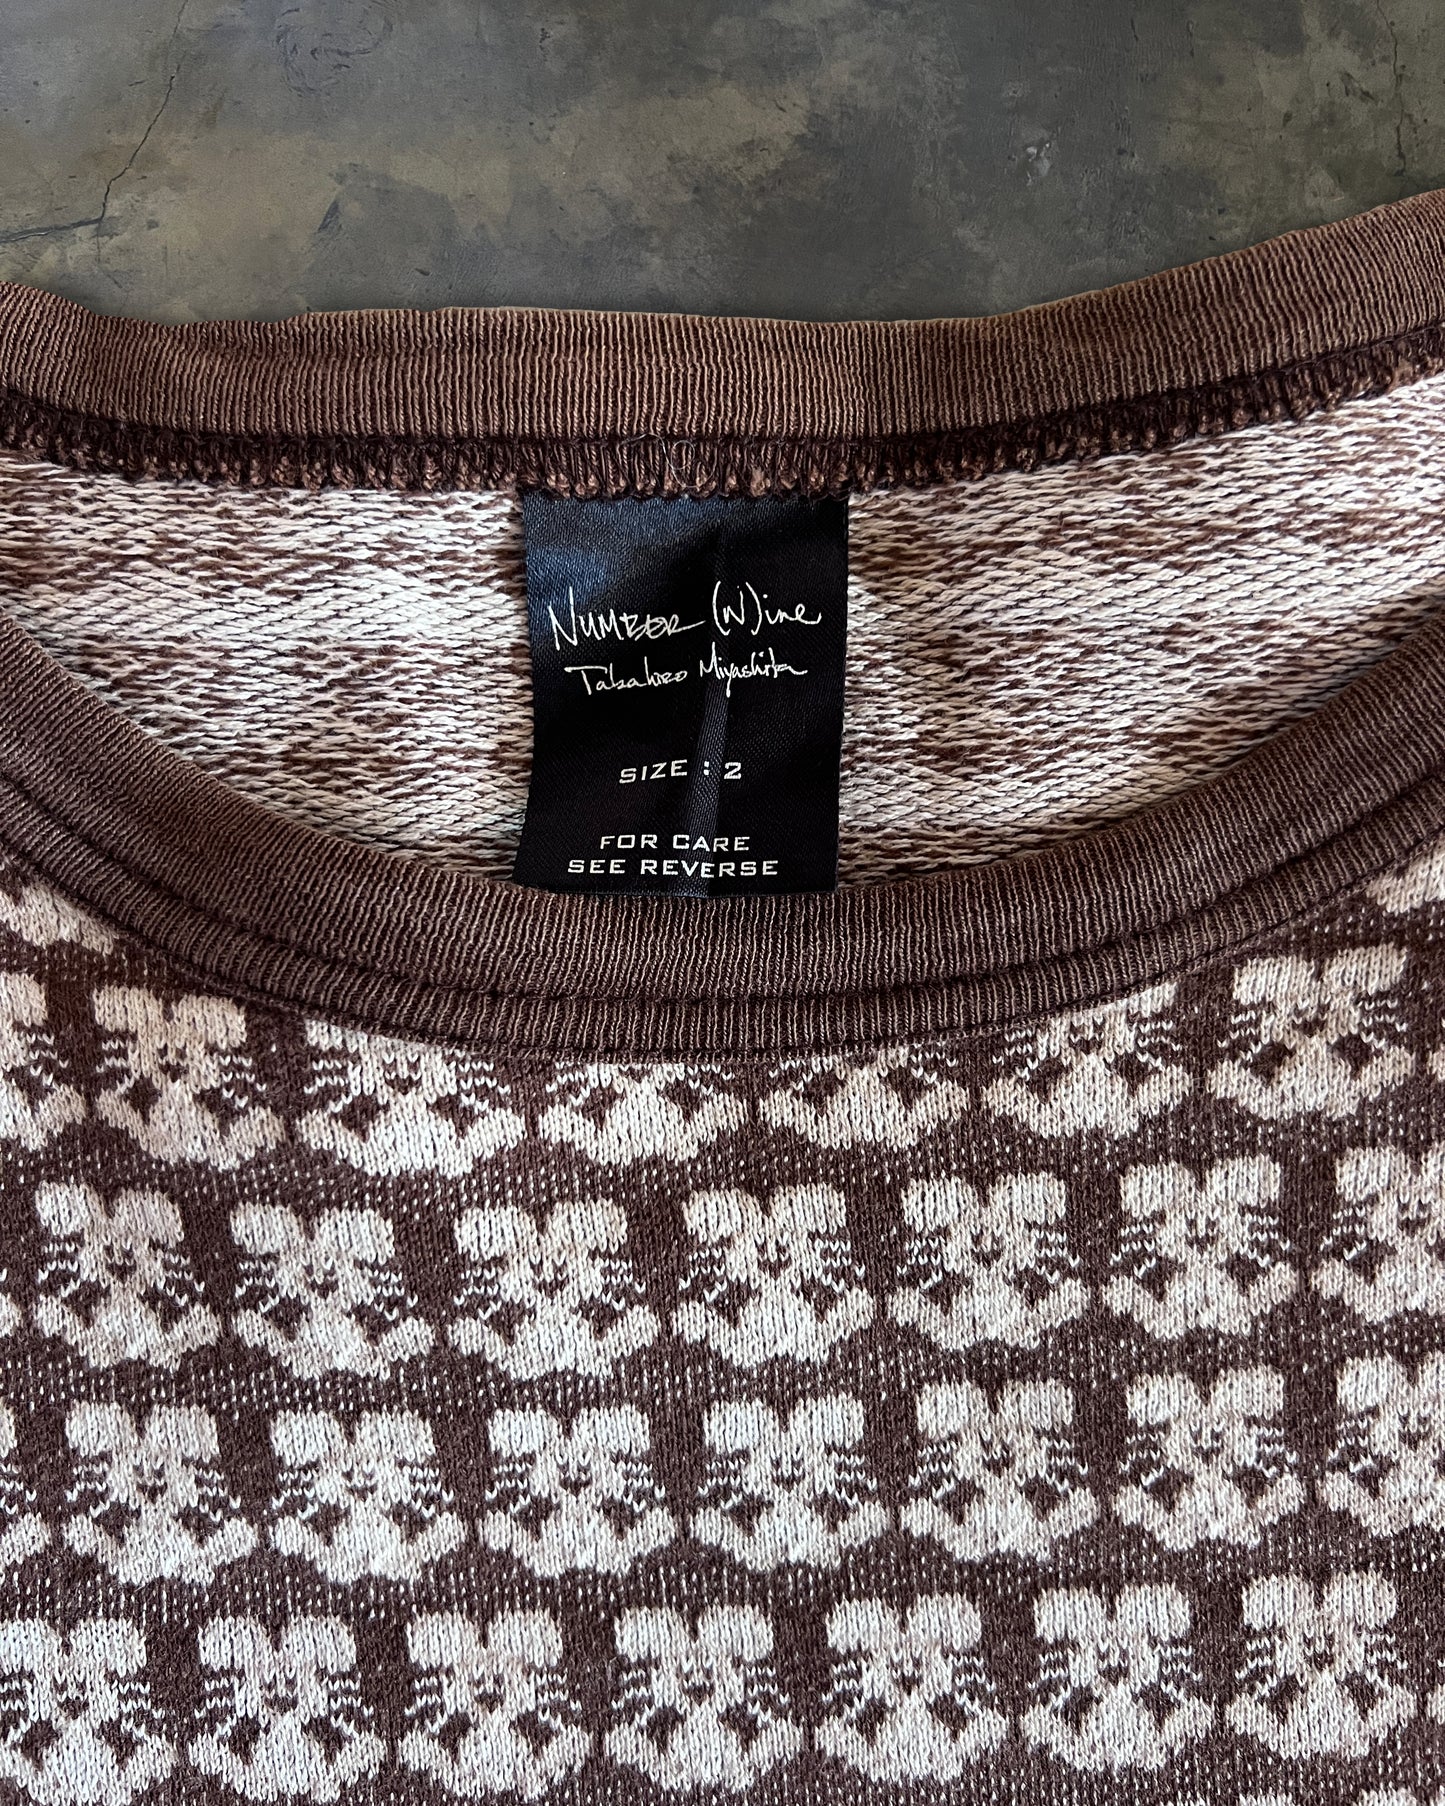 NUMBER (N)ine
Takahiro Miyashita
SIZE : 2
FOR CARE
SEE REVERSE